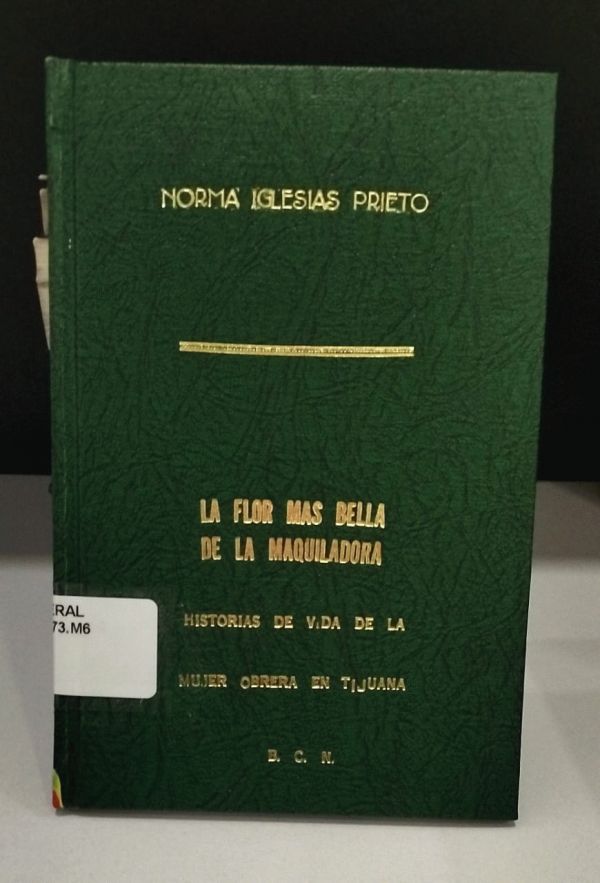 NORMA IGLESIAS PRIETO
LA FLOR MAS BELLA
DE LA MAQUILADORA
HISTORIAS DE VIDA DE LA
MUJER OBRERA EN TIJUANA
B. C. N.
ERAL
73.M6